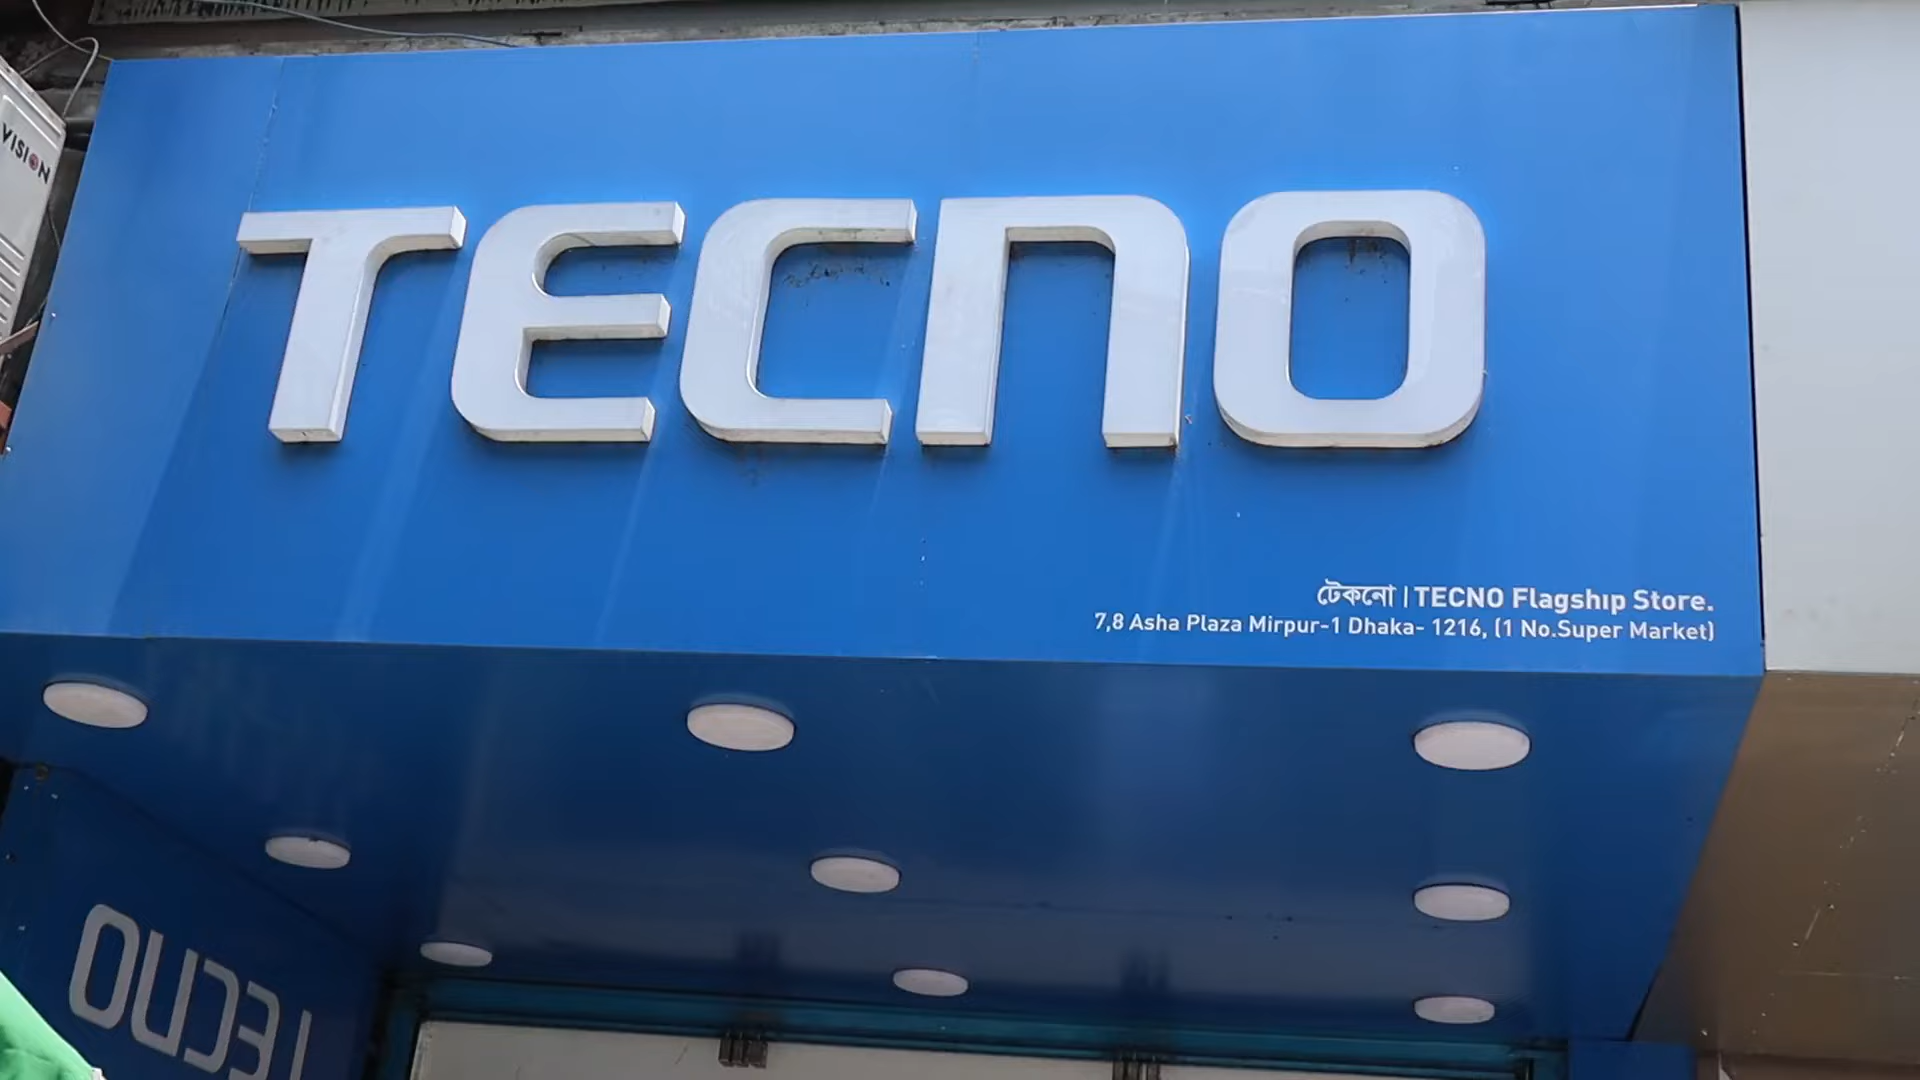 VISION
TECNO
টেকনো | TECNO Flagship Store.
7,8 Asha Plaza Mirpur-1 Dhaka- 1216, (1 No.Super Market)
TECNO